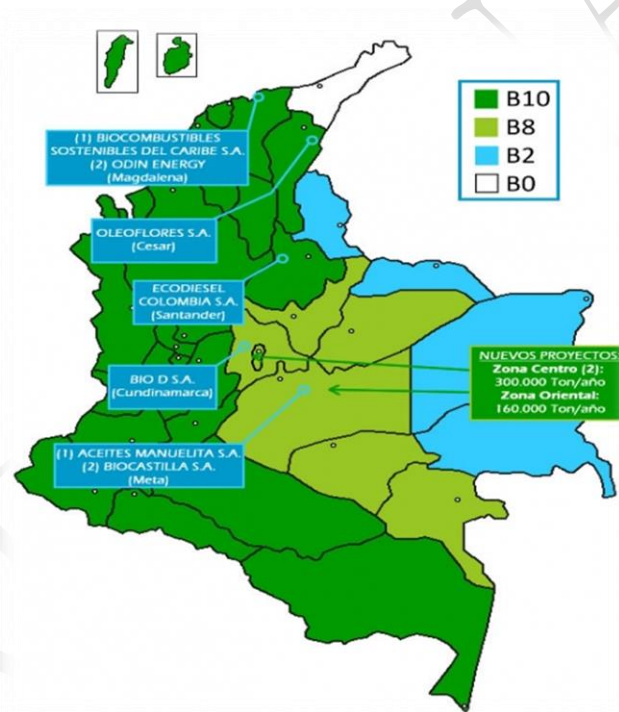 B10
B8
B2
B0
(1) BIOCOMBUSTIBLES
SOSTENIBLES DEL CARIBE S.A.
(2) ODIN ENERGY
(Magdalena)
OLEOFLORES S.A.
(Cesar)
ECODIESEL
COLOMBIA S.A.
(Santander)
BIO D S.A.
(Cundinamarca)
(1) ACEITES MANUELITA S.A.
(2) BIOCASTILLA S.A.
(Meta)
NUEVOS PROYECTOS
Zona Centro (2):
300.000 Ton/año
Zona Oriental:
160.000 Ton/año